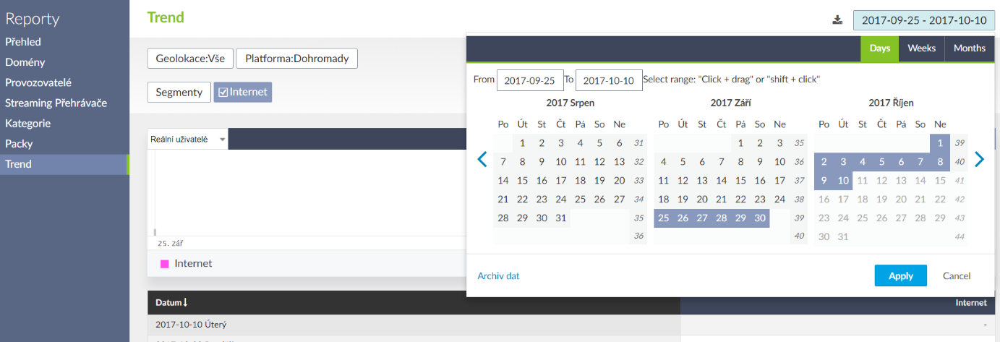 Reporty
Přehled
Domény
Provozovatelé
Streaming Přehrávače
Kategorie
Packy
Trend
Trend
2017-09-25 - 2017-10-10
Geolokace:Vše
Platforma:Dohromady
Segmenty
Internet
Reální uživatelé
25. zář
Internet
Days Weeks Months
From 2017-09-25 To 2017-10-10 Select range: "Click + drag" or "shift + click"
2017 Srpen
Po Út St Čt Pá So Ne
1 2 3 4 5 6 31
7 8 9 10 11 12 13 32
14 15 16 17 18 19 20 33
21 22 23 24 25 26 27 34
28 29 30 31 35
36
2017 Září
Po Út St Čt Pá So Ne
1 2 3 35
4 5 6 7 8 9 10 36
11 12 13 14 15 16 17 37
18 19 20 21 22 23 24 38
25 26 27 28 29 30 39
40
2017 Říjen
Po Út St Čt Pá So Ne
1 39
2 3 4 5 6 7 8 40
9 10 11 12 13 14 15 41
16 17 18 19 20 21 22 42
23 24 25 26 27 28 29 43
30 31 44
Archiv dat
Apply Cancel
Datum Internet
2017-10-10 Úterý -